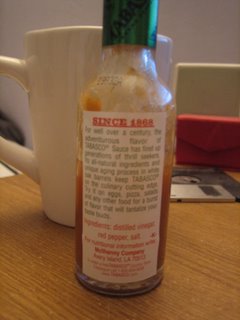 TABASCO
SINCE 1868
For well over a century, the
adventurous flavor of
TABASCO® Sauce has fired up
generations of thrill seekers.
Its all-natural ingredients and
unique aging process in white
oak barrels keep TABASCO®
on the culinary cutting edge.
Try it on eggs, pizza, salads
and any other food for a burst
of flavor that will tantalize your
taste buds.
Ingredients: distilled vinegar,
red pepper, salt.
For nutritional information write:
McIlhenny Company
Avery Island, LA 70513